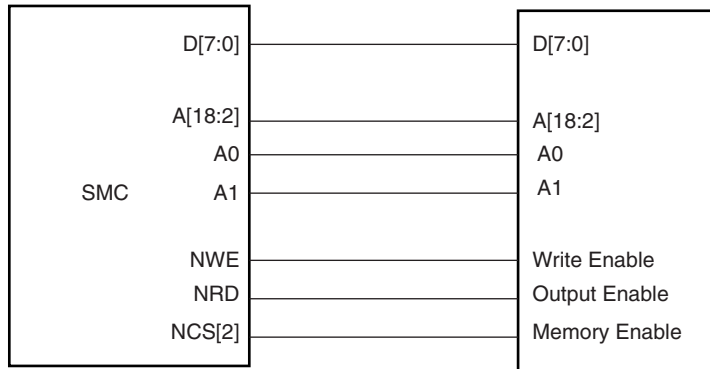 D[7:0] D[7:0]
A[18:2] A[18:2]
A0 A0
SMC A1 A1
NWE Write Enable
NRD Output Enable
NCS[2] Memory Enable